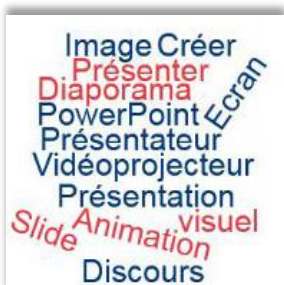 Image Créer
Présenter
Diaporama
Ecran
PowerPoint
Présentateur
Vidéoprojecteur
Présentation
visuel
Slide Animation
Discours